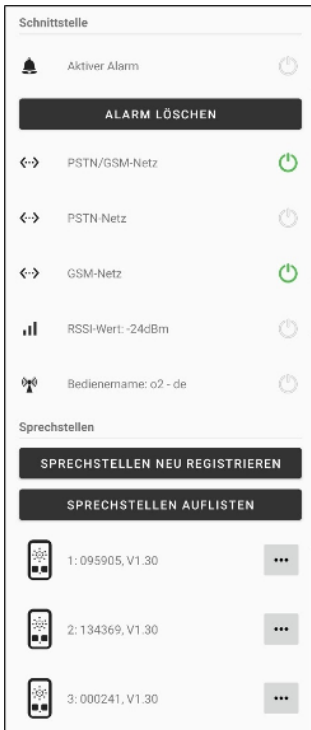 Schnittstelle
Aktiver Alarm
ALARM LÖSCHEN
PSTN/GSM-Netz
PSTN-Netz
GSM-Netz
RSSI-Wert: -24dBm
Bedienername: o2 - de
Sprechstellen
SPRECHSTELLEN NEU REGISTRIEREN
SPRECHSTELLEN AUFLISTEN
1: 095905, V1.30
2: 134369, V1.30
3: 000241, V1.30